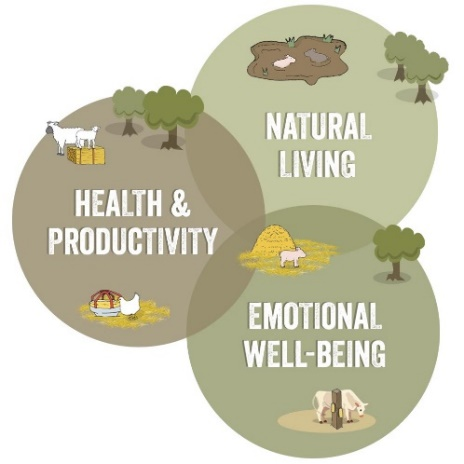 NATURAL
LIVING
HEALTH &
PRODUCTIVITY
EMOTIONAL
WELL-BEING